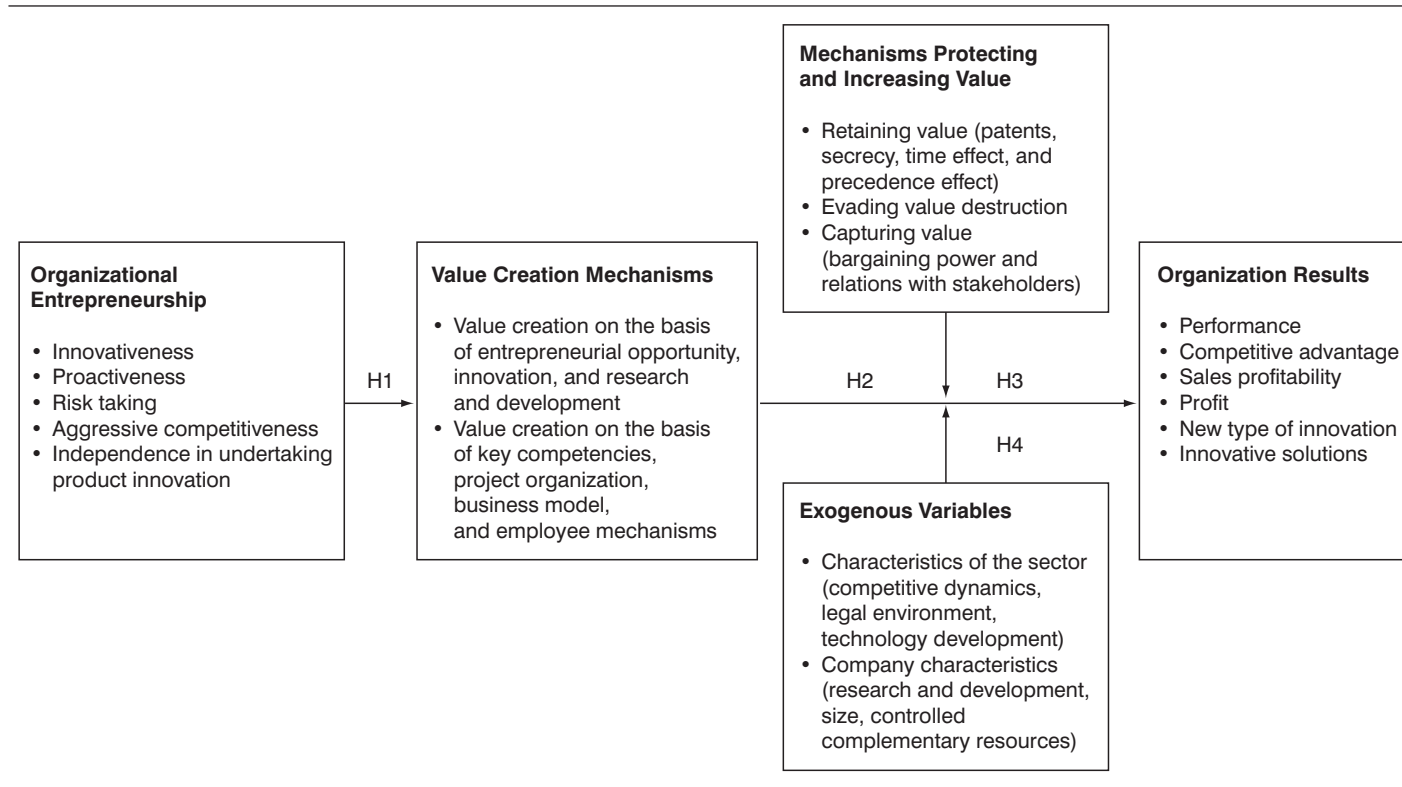 Organizational
Entrepreneurship
• Innovativeness
• Proactiveness
• Risk taking
• Aggressive competitiveness
• Independence in undertaking
product innovation
H1
Value Creation Mechanisms
• Value creation on the basis
of entrepreneurial opportunity,
innovation, and research
and development
• Value creation on the basis
of key competencies,
project organization,
business model,
and employee mechanisms
Mechanisms Protecting
and Increasing Value
• Retaining value (patents,
secrecy, time effect, and
precedence effect)
• Evading value destruction
• Capturing value
(bargaining power and
relations with stakeholders)
H2
H3
H4
Exogenous Variables
• Characteristics of the sector
(competitive dynamics,
legal environment,
technology development)
• Company characteristics
(research and development,
size, controlled
complementary resources)
Organization Results
• Performance
• Competitive advantage
• Sales profitability
• Profit
• New type of innovation
• Innovative solutions